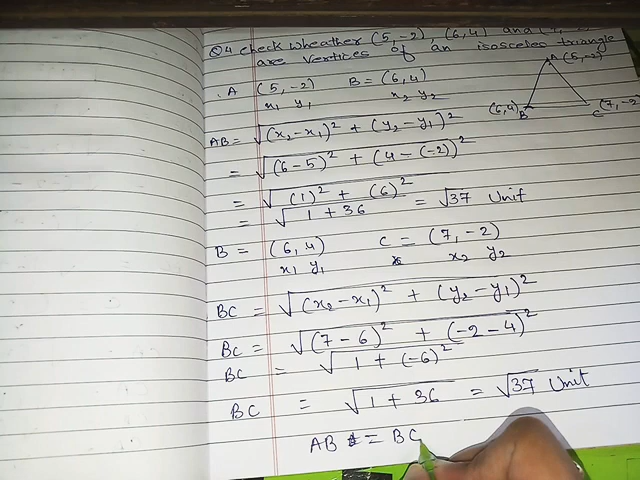 Q4 check wheather (5,-2), (6,4) and (7,
are vertices of an isosceles triangle
A (5,-2)
. A (5,-2) B = (6,4)
x₁ y₁ x₂ y₂
(6,4) B C (7,-2)
AB = √(x₂-x₁)² + (y₂-y₁)²
= √(6-5)² + (4-(-2))²
= √(1)² + (6)²
= √1+36 = √37 Unit
B = (6,4) C = (7,-2)
x₁ y₁ x₂ y₂
BC = √(x₂-x₁)² + (y₂-y₁)²
BC = √(7-6)² + (-2-4)²
BC = √1 + (-6)²
BC = √1+36 = √37 Unit
AB = BC